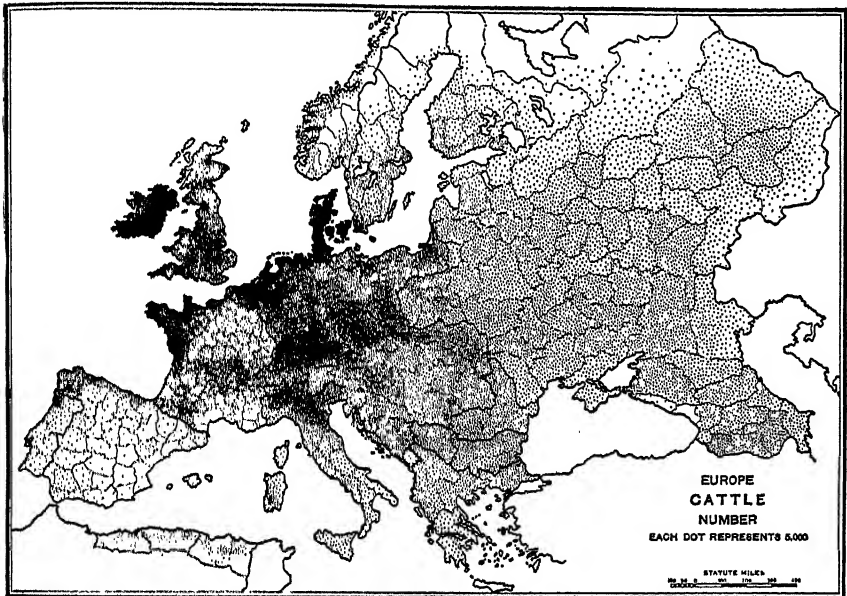 EUROPE
CATTLE
NUMBER
EACH DOT REPRESENTS 5,000
STATUTE MILES